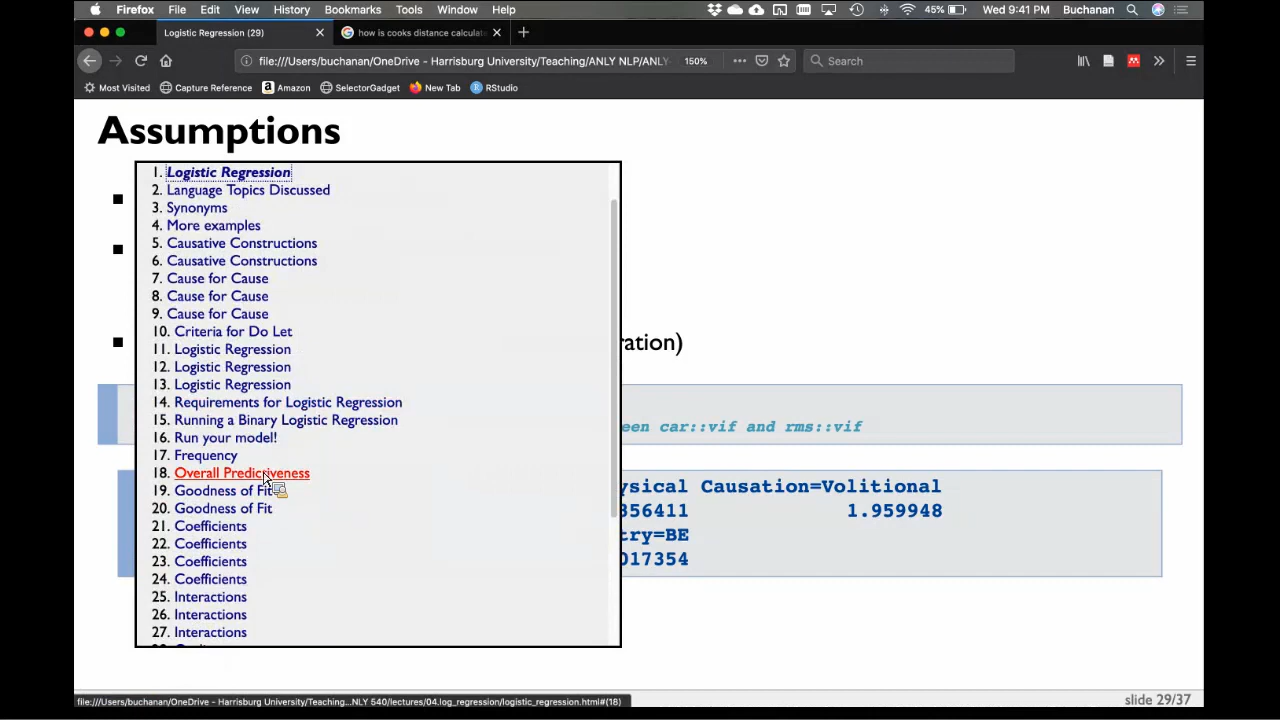 Firefox File Edit View History Bookmarks Tools Window Help 45% Wed 9:41 PM Buchanan
Logistic Regression (29) how is cooks distance calculat
file:///Users/buchanan/OneDrive - Harrisburg University/Teaching/ANLY NLP/ANLY- 150% Search
Most Visited Capture Reference Amazon SelectorGadget New Tab RStudio
Assumptions
1. Logistic Regression
2. Language Topics Discussed
3. Synonyms
4. More examples
5. Causative Constructions
6. Causative Constructions
7. Cause for Cause
8. Cause for Cause
9. Cause for Cause
10. Criteria for Do Let
11. Logistic Regression
12. Logistic Regression
13. Logistic Regression
14. Requirements for Logistic Regression
15. Running a Binary Logistic Regression
16. Run your model!
17. Frequency
18. Overall Predictiveness
19. Goodness of Fit
20. Goodness of Fit
21. Coefficients
22. Coefficients
23. Coefficients
24. Coefficients
25. Interactions
26. Interactions
27. Interactions
ration)
een car::vif and rms::vif
ysical Causation=Volitional
856411 1.959948
try=BE
017354
file:///Users/buchanan/OneDrive - Harrisburg University/Teaching...NLY 540/lectures/04.log_regression/logistic_regression.html#(18)
slide 29/37